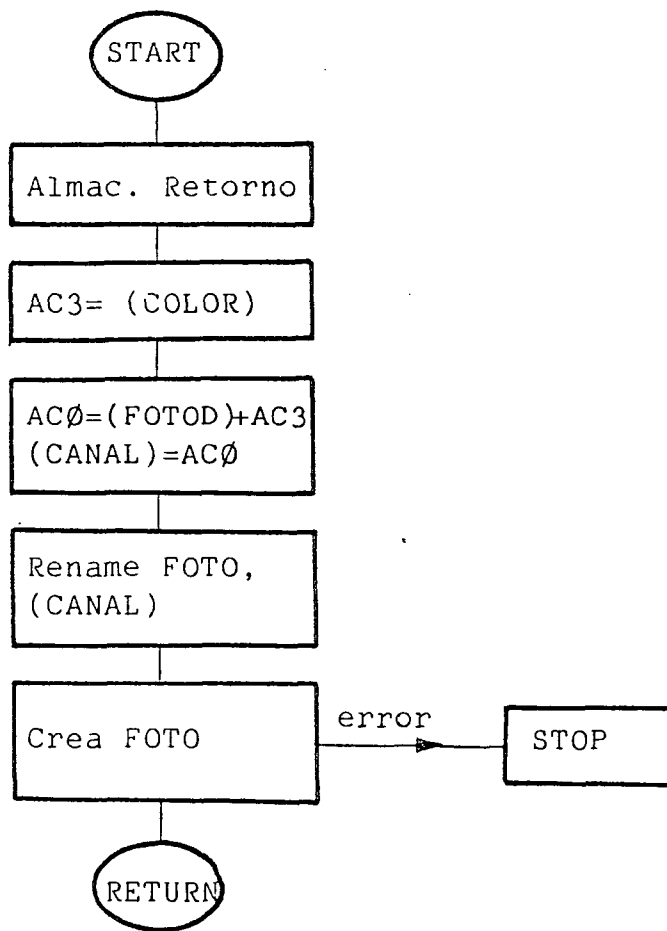 START
Almac. Retorno
AC3= (COLOR)
ACØ=(FOTOD)+AC3
(CANAL)=ACØ
Rename FOTO,
(CANAL)
Crea FOTO
error
STOP
RETURN